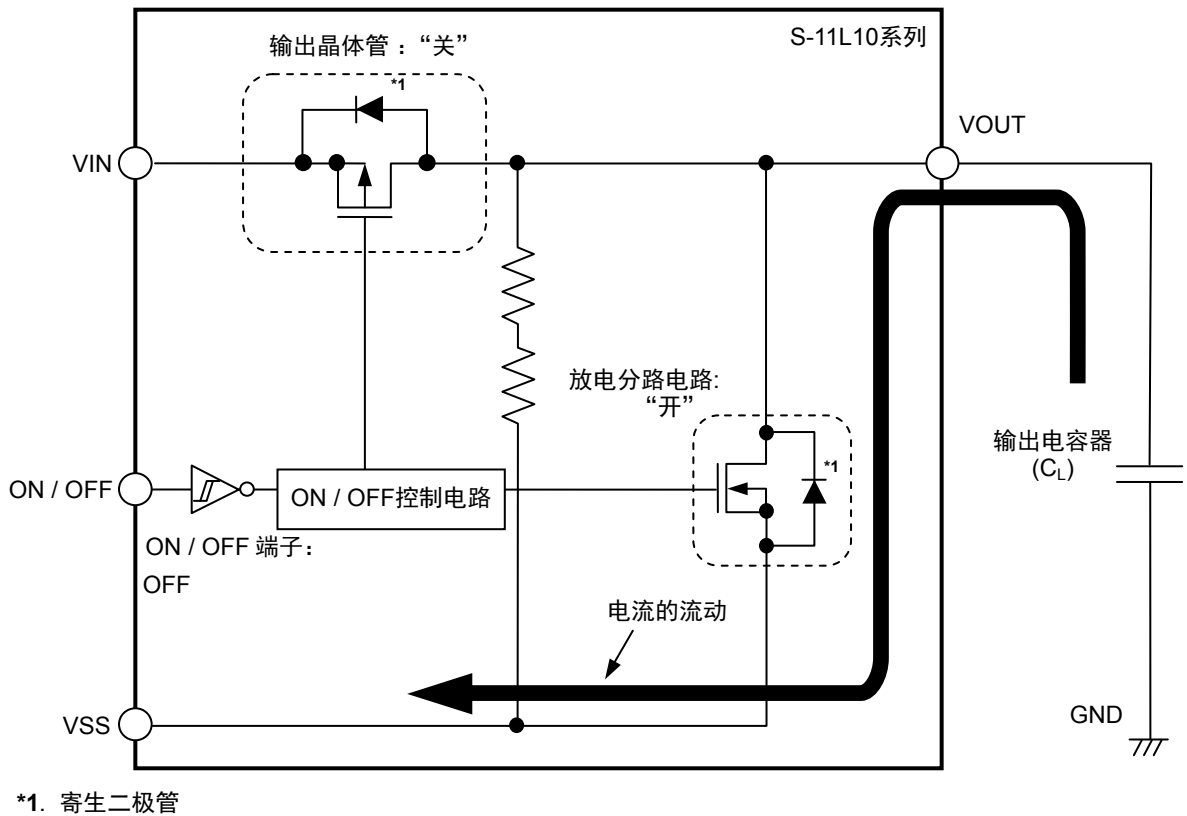 S-11L10系列
输出晶体管 ：“关”
*1
VIN
VOUT
放电分路电路:
“开”
*1
输出电容器
(CL)
ON / OFF
ON / OFF控制电路
ON / OFF 端子：
OFF
电流的流动
VSS
GND
*1. 寄生二极管